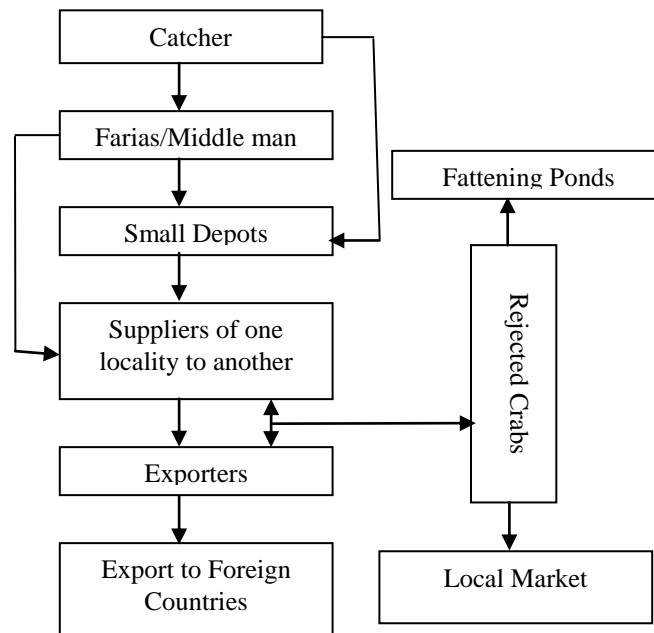 Catcher
Farias/Middle man
Fattening Ponds
Small Depots
Rejected Crabs
Suppliers of one
locality to another
Exporters
Export to Foreign
Countries
Local Market